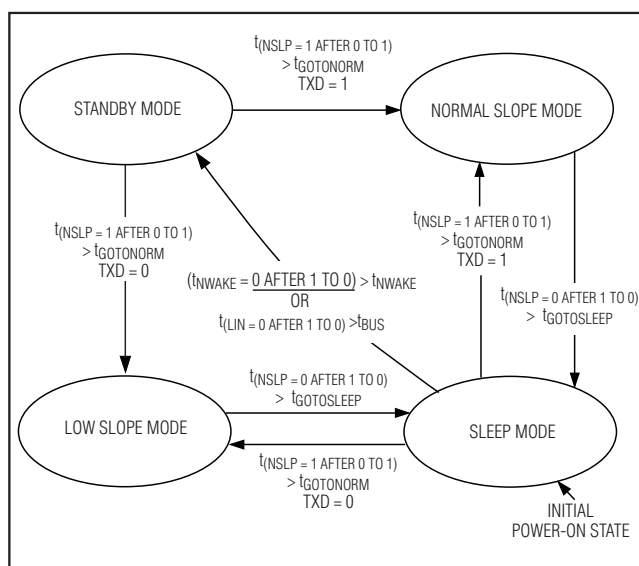 t(NSLP = 1 AFTER 0 TO 1)
> tGOTONORM
TXD = 1
STANDBY MODE
NORMAL SLOPE MODE
t(NSLP = 1 AFTER 0 TO 1)
> tGOTONORM
TXD = 0
t(NSLP = 1 AFTER 0 TO 1)
> tGOTONORM
TXD = 1
(tNWAKE = 0 AFTER 1 TO 0) > tNWAKE
OR
t(LIN = 0 AFTER 1 TO 0) >tBUS
t(NSLP = 0 AFTER 1 TO 0)
> tGOTOSLEEP
t(NSLP = 0 AFTER 1 TO 0)
> tGOTOSLEEP
LOW SLOPE MODE
SLEEP MODE
t(NSLP = 1 AFTER 0 TO 1)
> tGOTONORM
TXD = 0
INITIAL
POWER-ON STATE